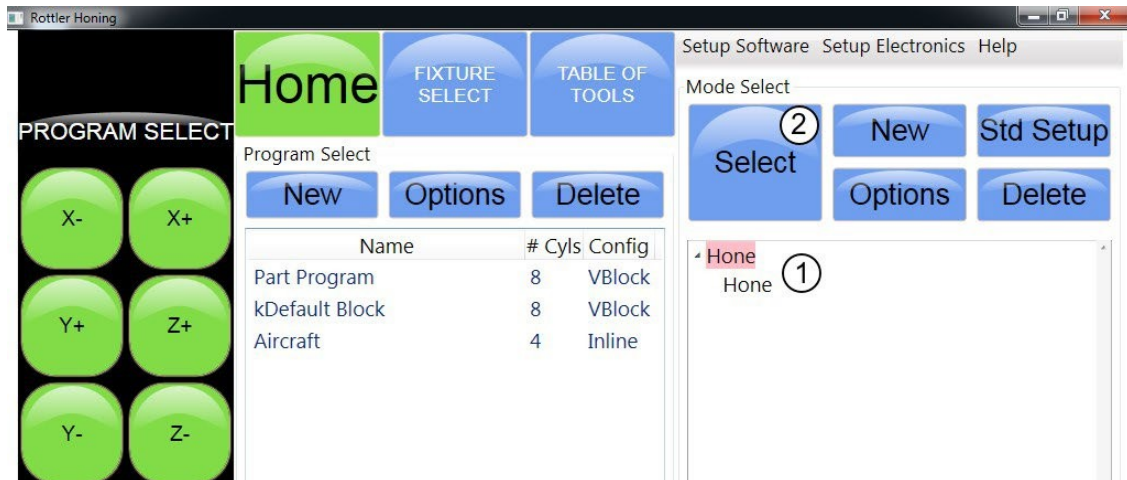 Rottler Honing
PROGRAM SELECT
X-
X+
Y+
Z+
Y-
Z-
Home
FIXTURE
SELECT
TABLE OF
TOOLS
Program Select
New
Options
Delete
Name # Cyls Config
Part Program 8 VBlock
kDefault Block 8 VBlock
Aircraft 4 Inline
Setup Software Setup Electronics Help
Mode Select
Select
2
New
Std Setup
Options
Delete
Hone
Hone
1